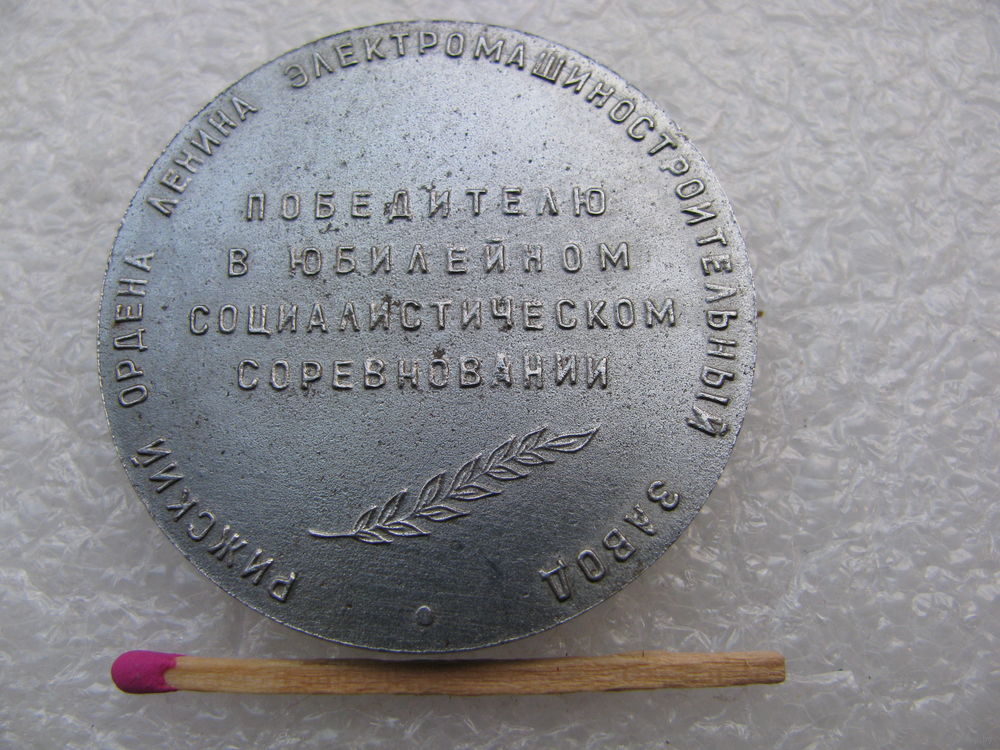 РИЖСКИЙ ОРДЕНА ЛЕНИНА ЭЛЕКТРОМАШИНОСТРОИТЕЛЬНЫЙ ЗАВОД
ПОБЕДИТЕЛЮ
В ЮБИЛЕЙНОМ
СОЦИАЛИСТИЧЕСКОМ
СОРЕВНОВАНИИ